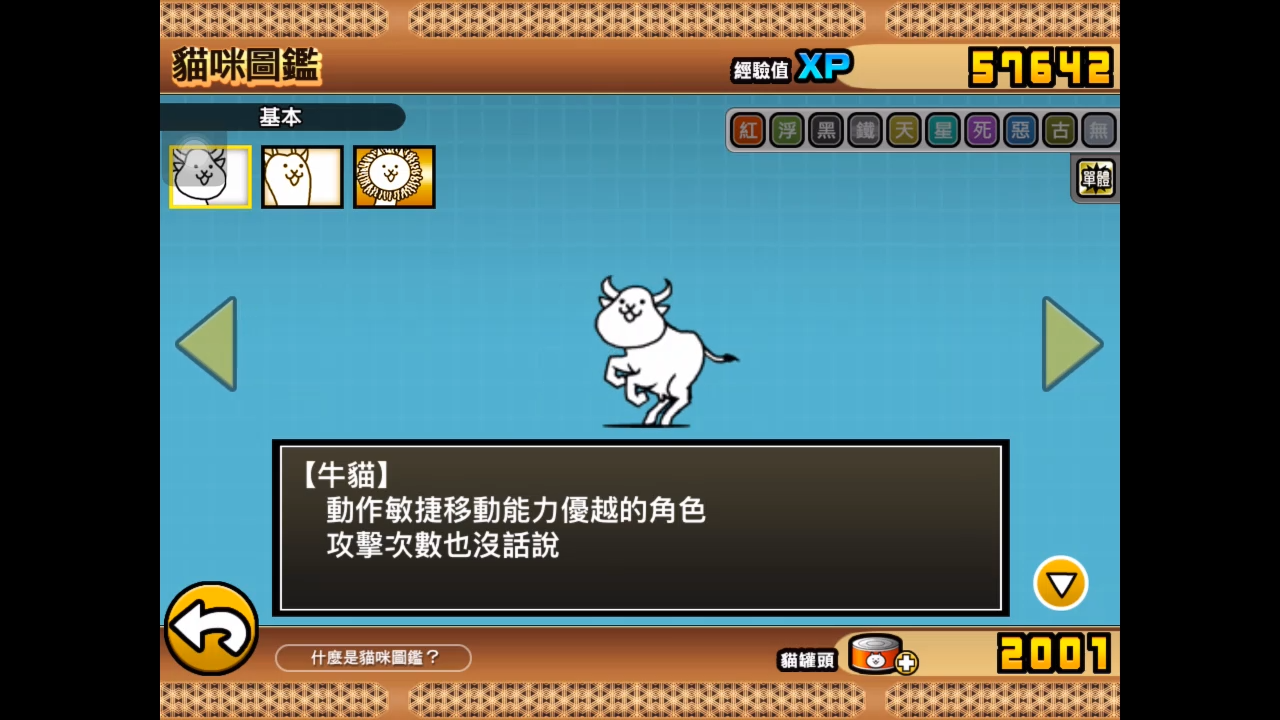 貓咪圖鑑
經驗值 XP 57642
基本
紅 浮 黑 鐵 天 星 死 惡 古 無
單體
【牛貓】
動作敏捷移動能力優越的角色
攻擊次數也沒話說
什麼是貓咪圖鑑?
貓罐頭 2001